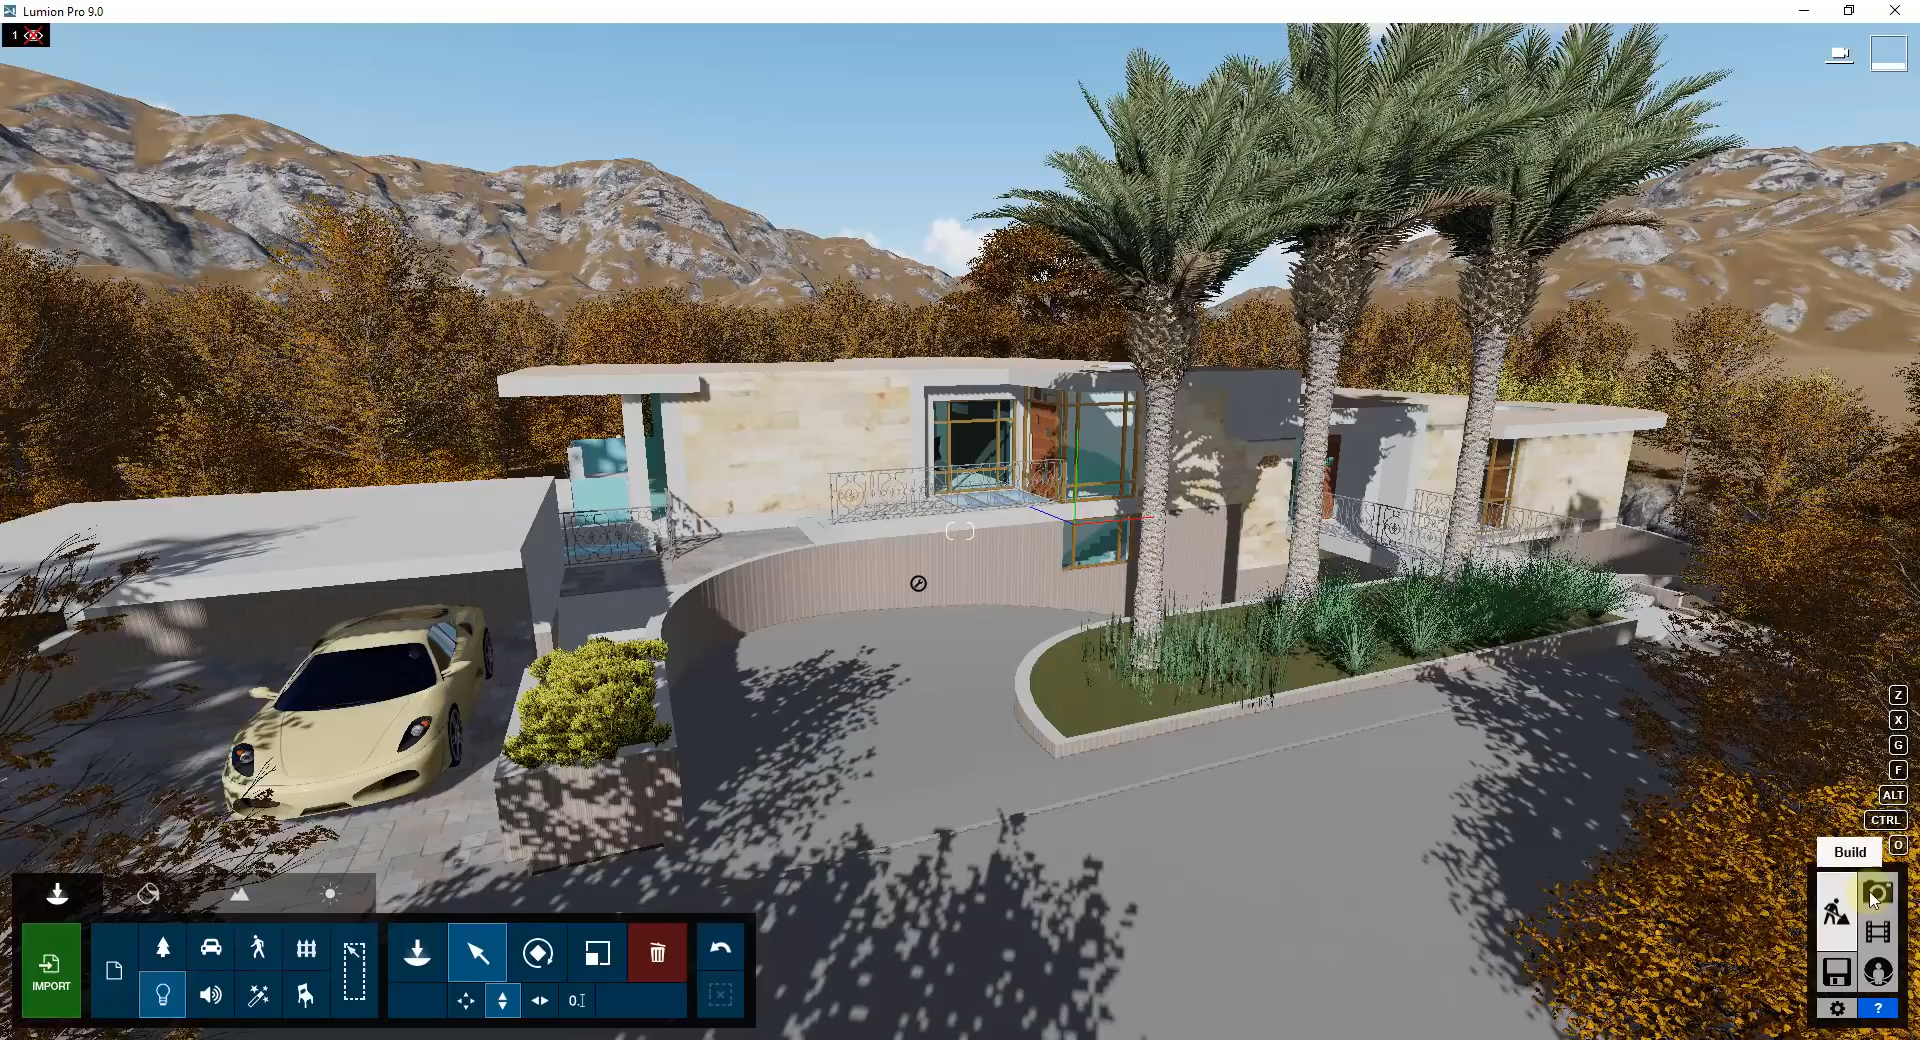 Lumion Pro 9.0
1
Z
X
G
F
ALT
CTRL
O
Build
IMPORT
0.
?